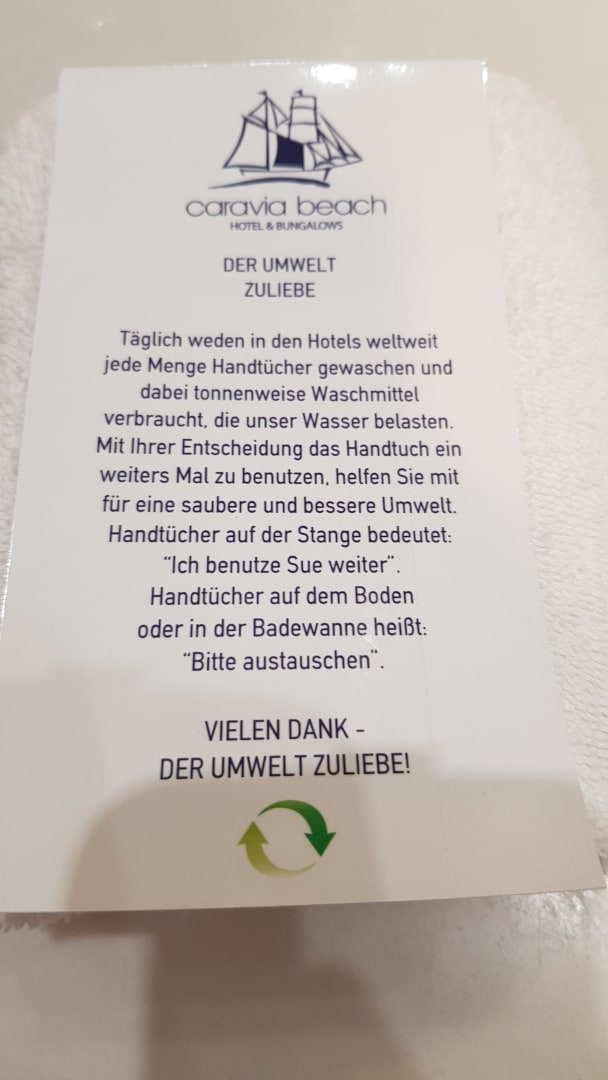 caravia beach
HOTEL & BUNGALOWS
DER UMWELT
ZULIEBE
Täglich weden in den Hotels weltweit
jede Menge Handtücher gewaschen und
dabei tonnenweise Waschmittel
verbraucht, die unser Wasser belasten.
Mit Ihrer Entscheidung das Handtuch ein
weiters Mal zu benutzen, helfen Sie mit
für eine saubere und bessere Umwelt.
Handtücher auf der Stange bedeutet:
“Ich benutze Sue weiter”.
Handtücher auf dem Boden
oder in der Badewanne heißt:
“Bitte austauschen”.
VIELEN DANK -
DER UMWELT ZULIEBE!